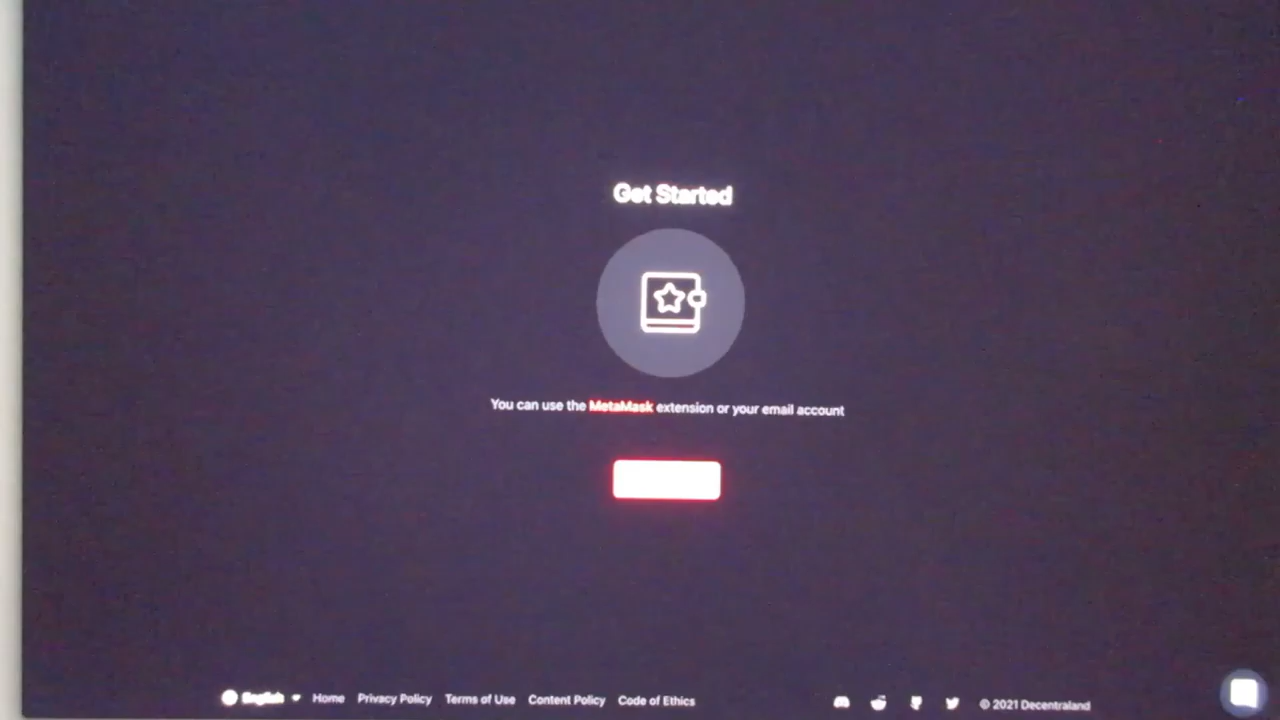 Get Started
You can use the MetaMask extension or your email account
English Home Privacy Policy Terms of Use Content Policy Code of Ethics © 2021 Decentraland